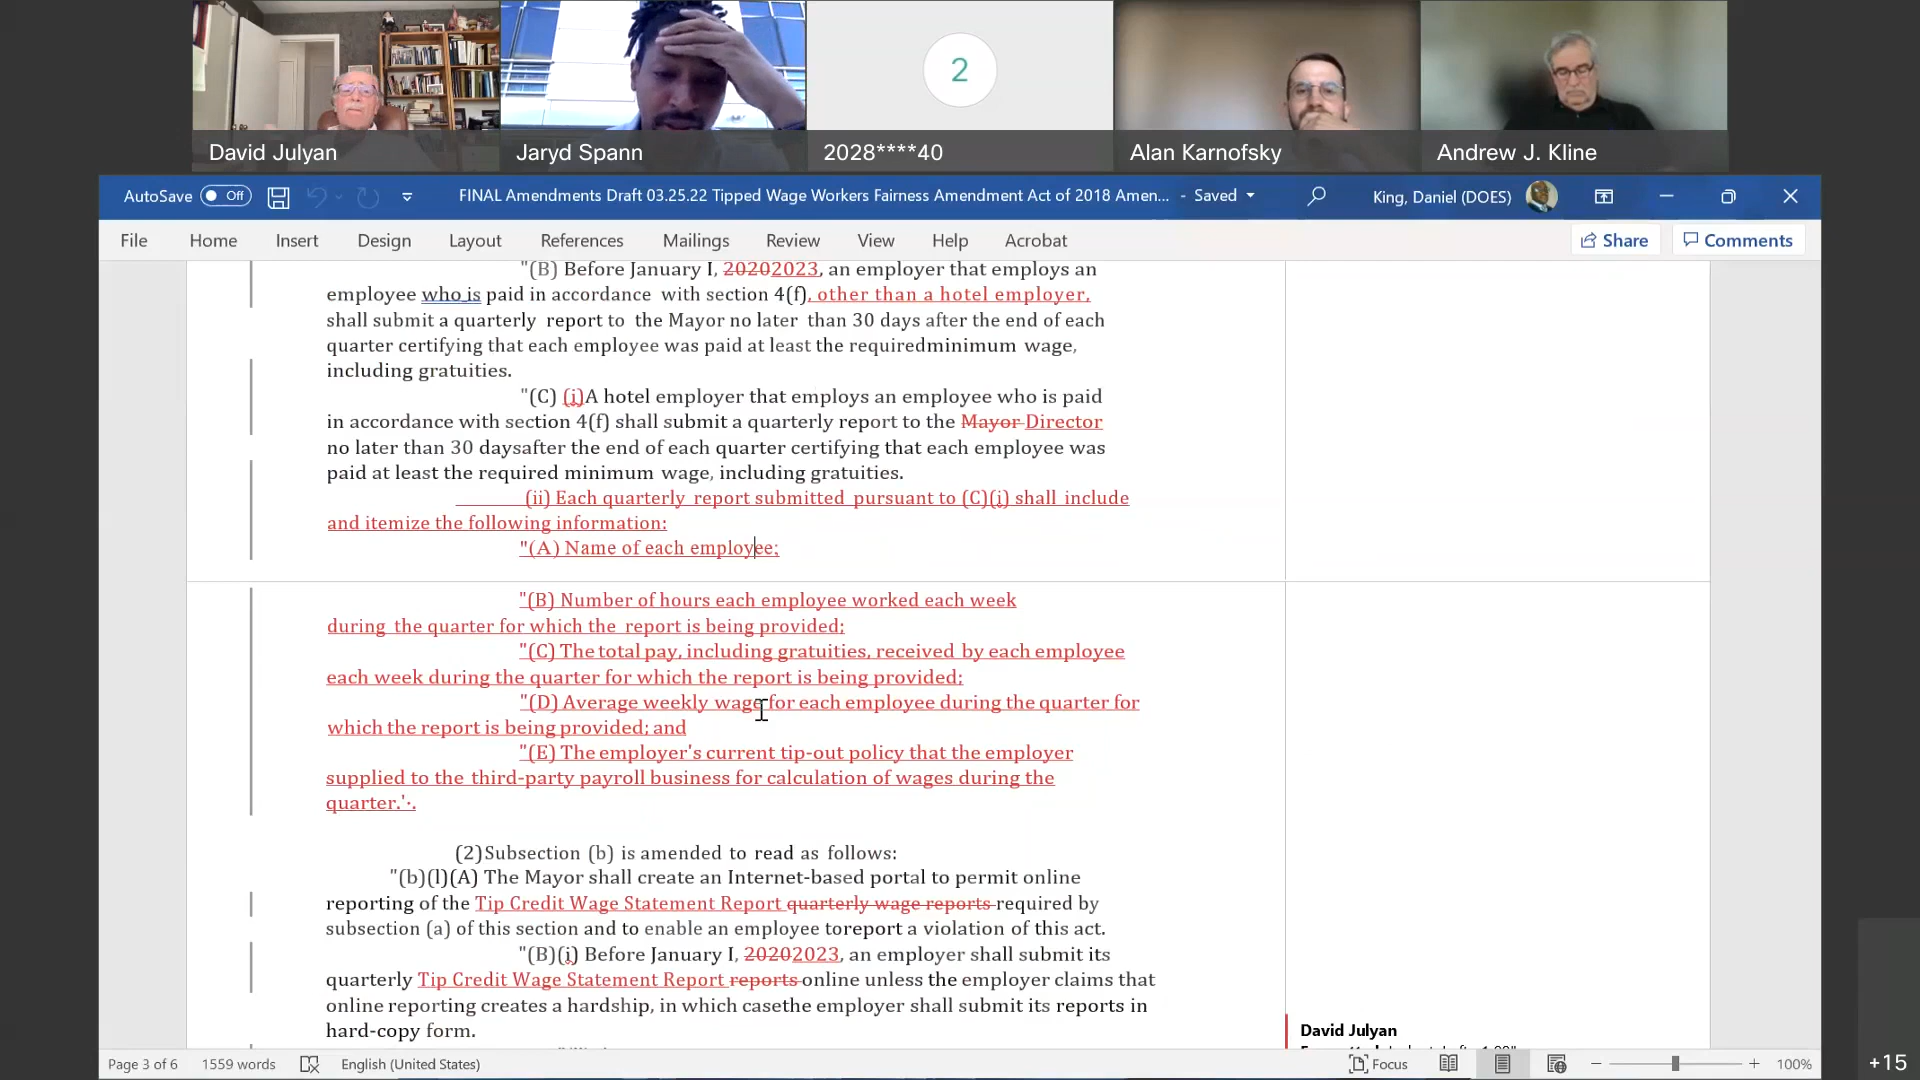 David Julyan
Jaryd Spann
2
2028****40
Alan Karnofsky
Andrew J. Kline
AutoSave Off
FINAL Amendments Draft 03.25.22 Tipped Wage Workers Fairness Amendment Act of 2018 Amen... - Saved
King, Daniel (DOES)
File Home Insert Design Layout References Mailings Review View Help Acrobat Share Comments
"(B) Before January I, 20202023, an employer that employs an
employee who is paid in accordance with section 4(f), other than a hotel employer,
shall submit a quarterly report to the Mayor no later than 30 days after the end of each
quarter certifying that each employee was paid at least the requiredminimum wage,
including gratuities.
"(C) (i)A hotel employer that employs an employee who is paid
in accordance with section 4(f) shall submit a quarterly report to the Mayor Director
no later than 30 daysafter the end of each quarter certifying that each employee was
paid at least the required minimum wage, including gratuities.
(ii) Each quarterly report submitted pursuant to (C)(i) shall include
and itemize the following information:
"(A) Name of each employee;
"(B) Number of hours each employee worked each week
during the quarter for which the report is being provided;
"(C) The total pay, including gratuities, received by each employee
each week during the quarter for which the report is being provided;
"(D) Average weekly wage for each employee during the quarter for
which the report is being provided; and
"(E) The employer's current tip-out policy that the employer
supplied to the third-party payroll business for calculation of wages during the
quarter.'·.
(2)Subsection (b) is amended to read as follows:
"(b)(l)(A) The Mayor shall create an Internet-based portal to permit online
reporting of the Tip Credit Wage Statement Report quarterly wage reports required by
subsection (a) of this section and to enable an employee toreport a violation of this act.
"(B)(i) Before January I, 20202023, an employer shall submit its
quarterly Tip Credit Wage Statement Report reports online unless the employer claims that
online reporting creates a hardship, in which casethe employer shall submit its reports in
hard-copy form.
David Julyan
Page 3 of 6 1559 words English (United States) Focus 100%
+15